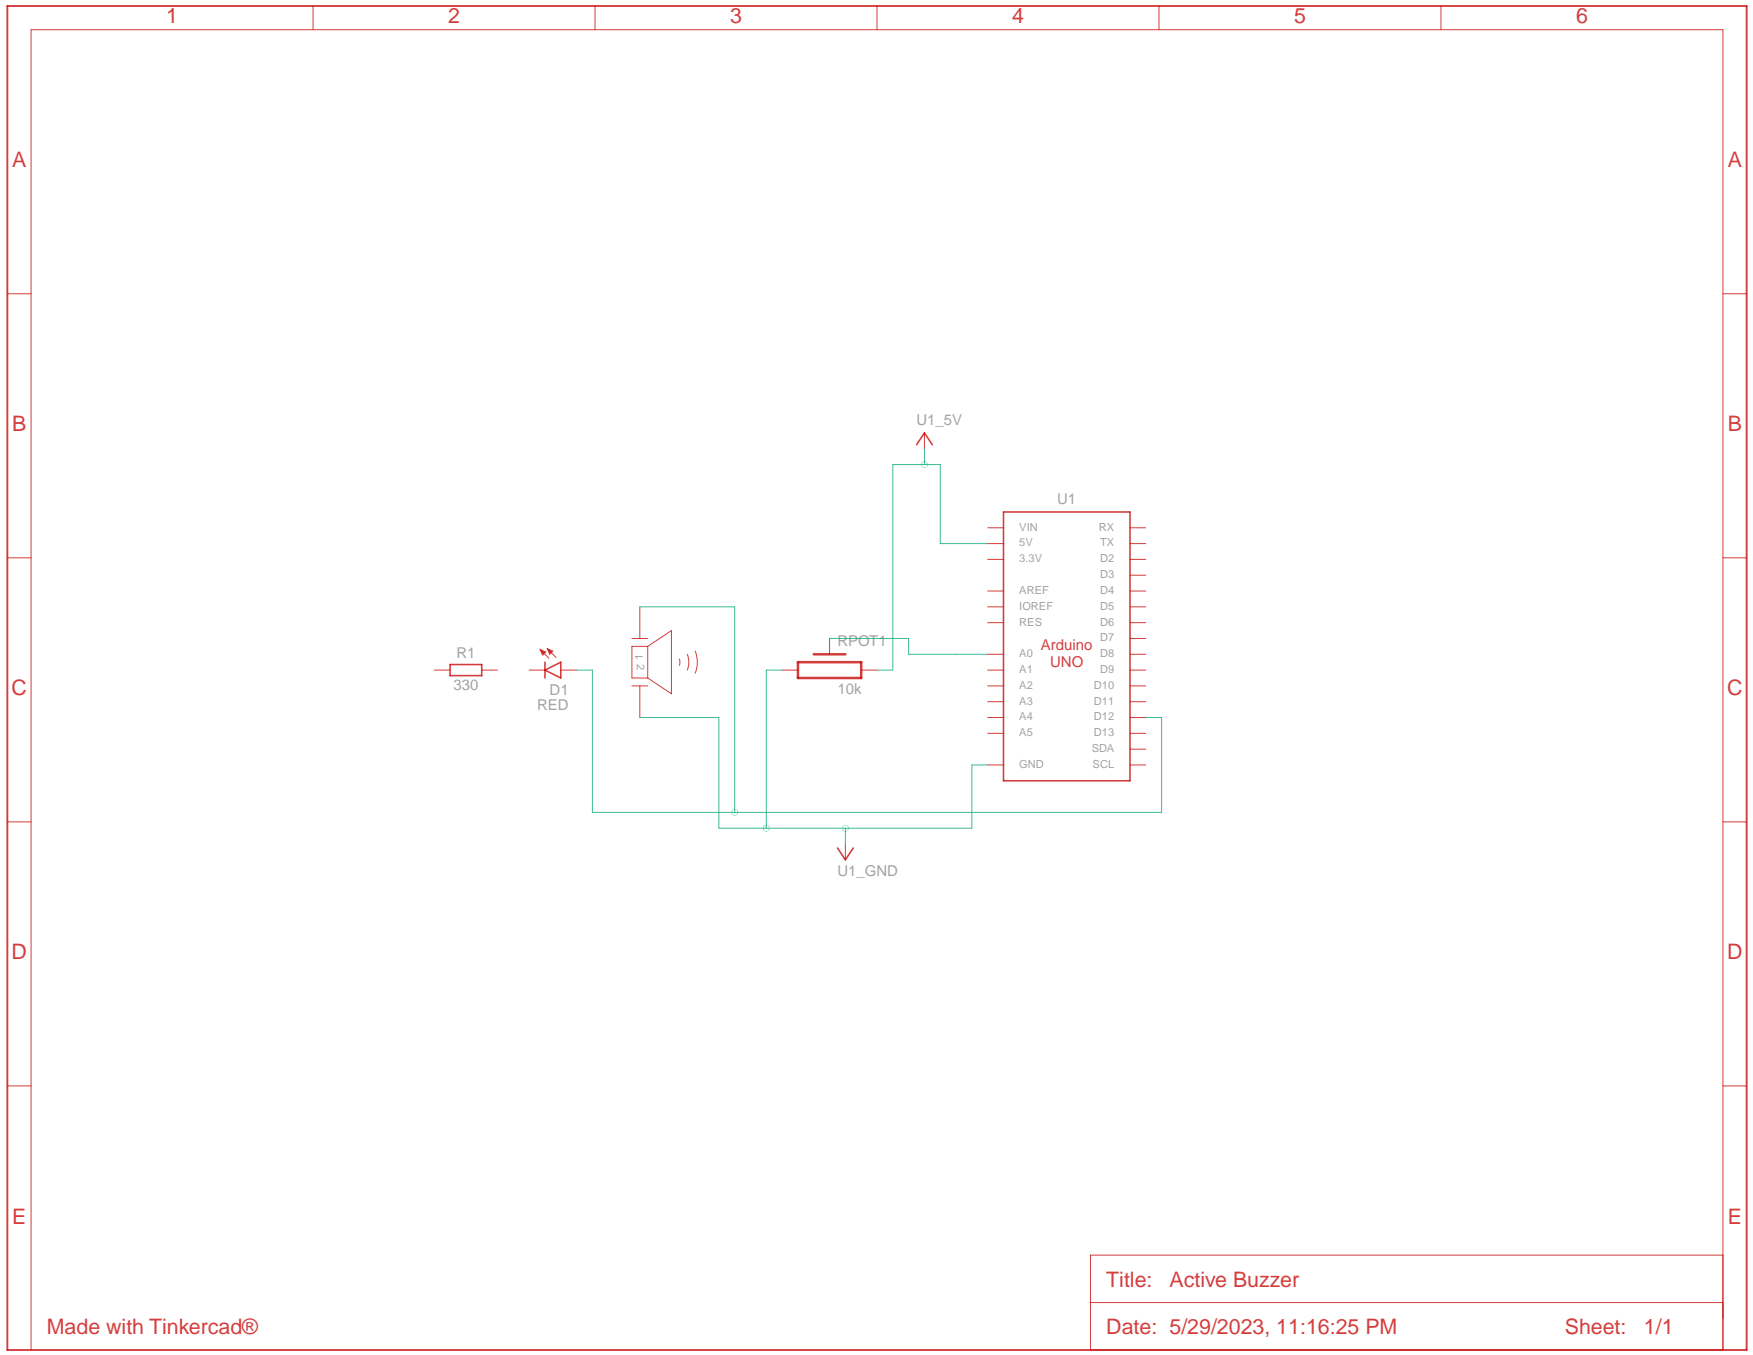 1 2 3 4 5 6
A A
U1_5V
B B
U1
VIN RX
5V TX
3.3V D2
D3
AREF D4
IOREF D5
RES D6
D7
RPOT1
A0 Arduino D8
UNO
A1 D9
A2 D10
A3 D11
A4 D12
A5 D13
SDA
GND SCL
R1
330
D1
RED
1 2
10k
C C
U1_GND
D D
E E
Title: Active Buzzer
Made with Tinkercad®
Date: 5/29/2023, 11:16:25 PM Sheet: 1/1